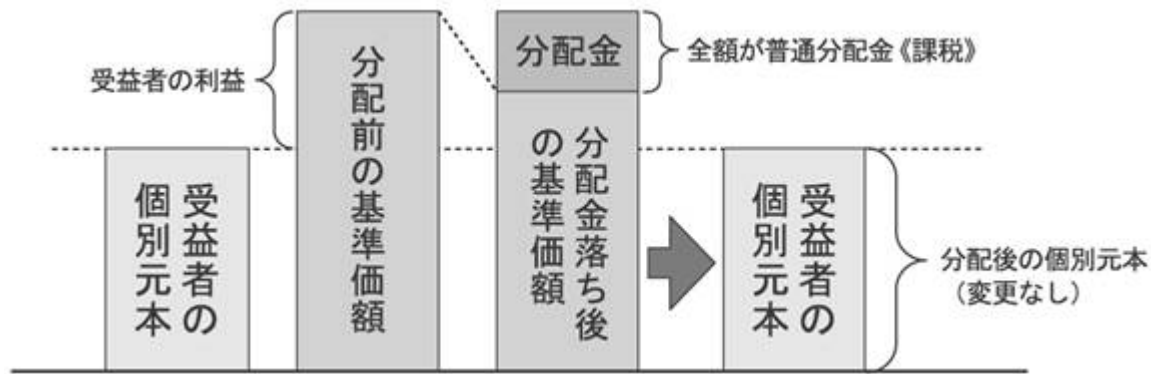 受益者の利益
分配前の基準価額
分配金
全額が普通分配金《課税》
受益者の
個別元本
分配金落ち後
の基準価額
受益者の
個別元本
分配後の個別元本
（変更なし）